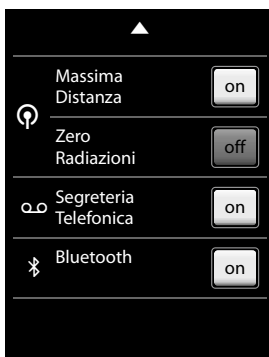 Massima
Distanza
on
Zero
Radiazioni
off
Segreteria
Telefonica
on
Bluetooth
on